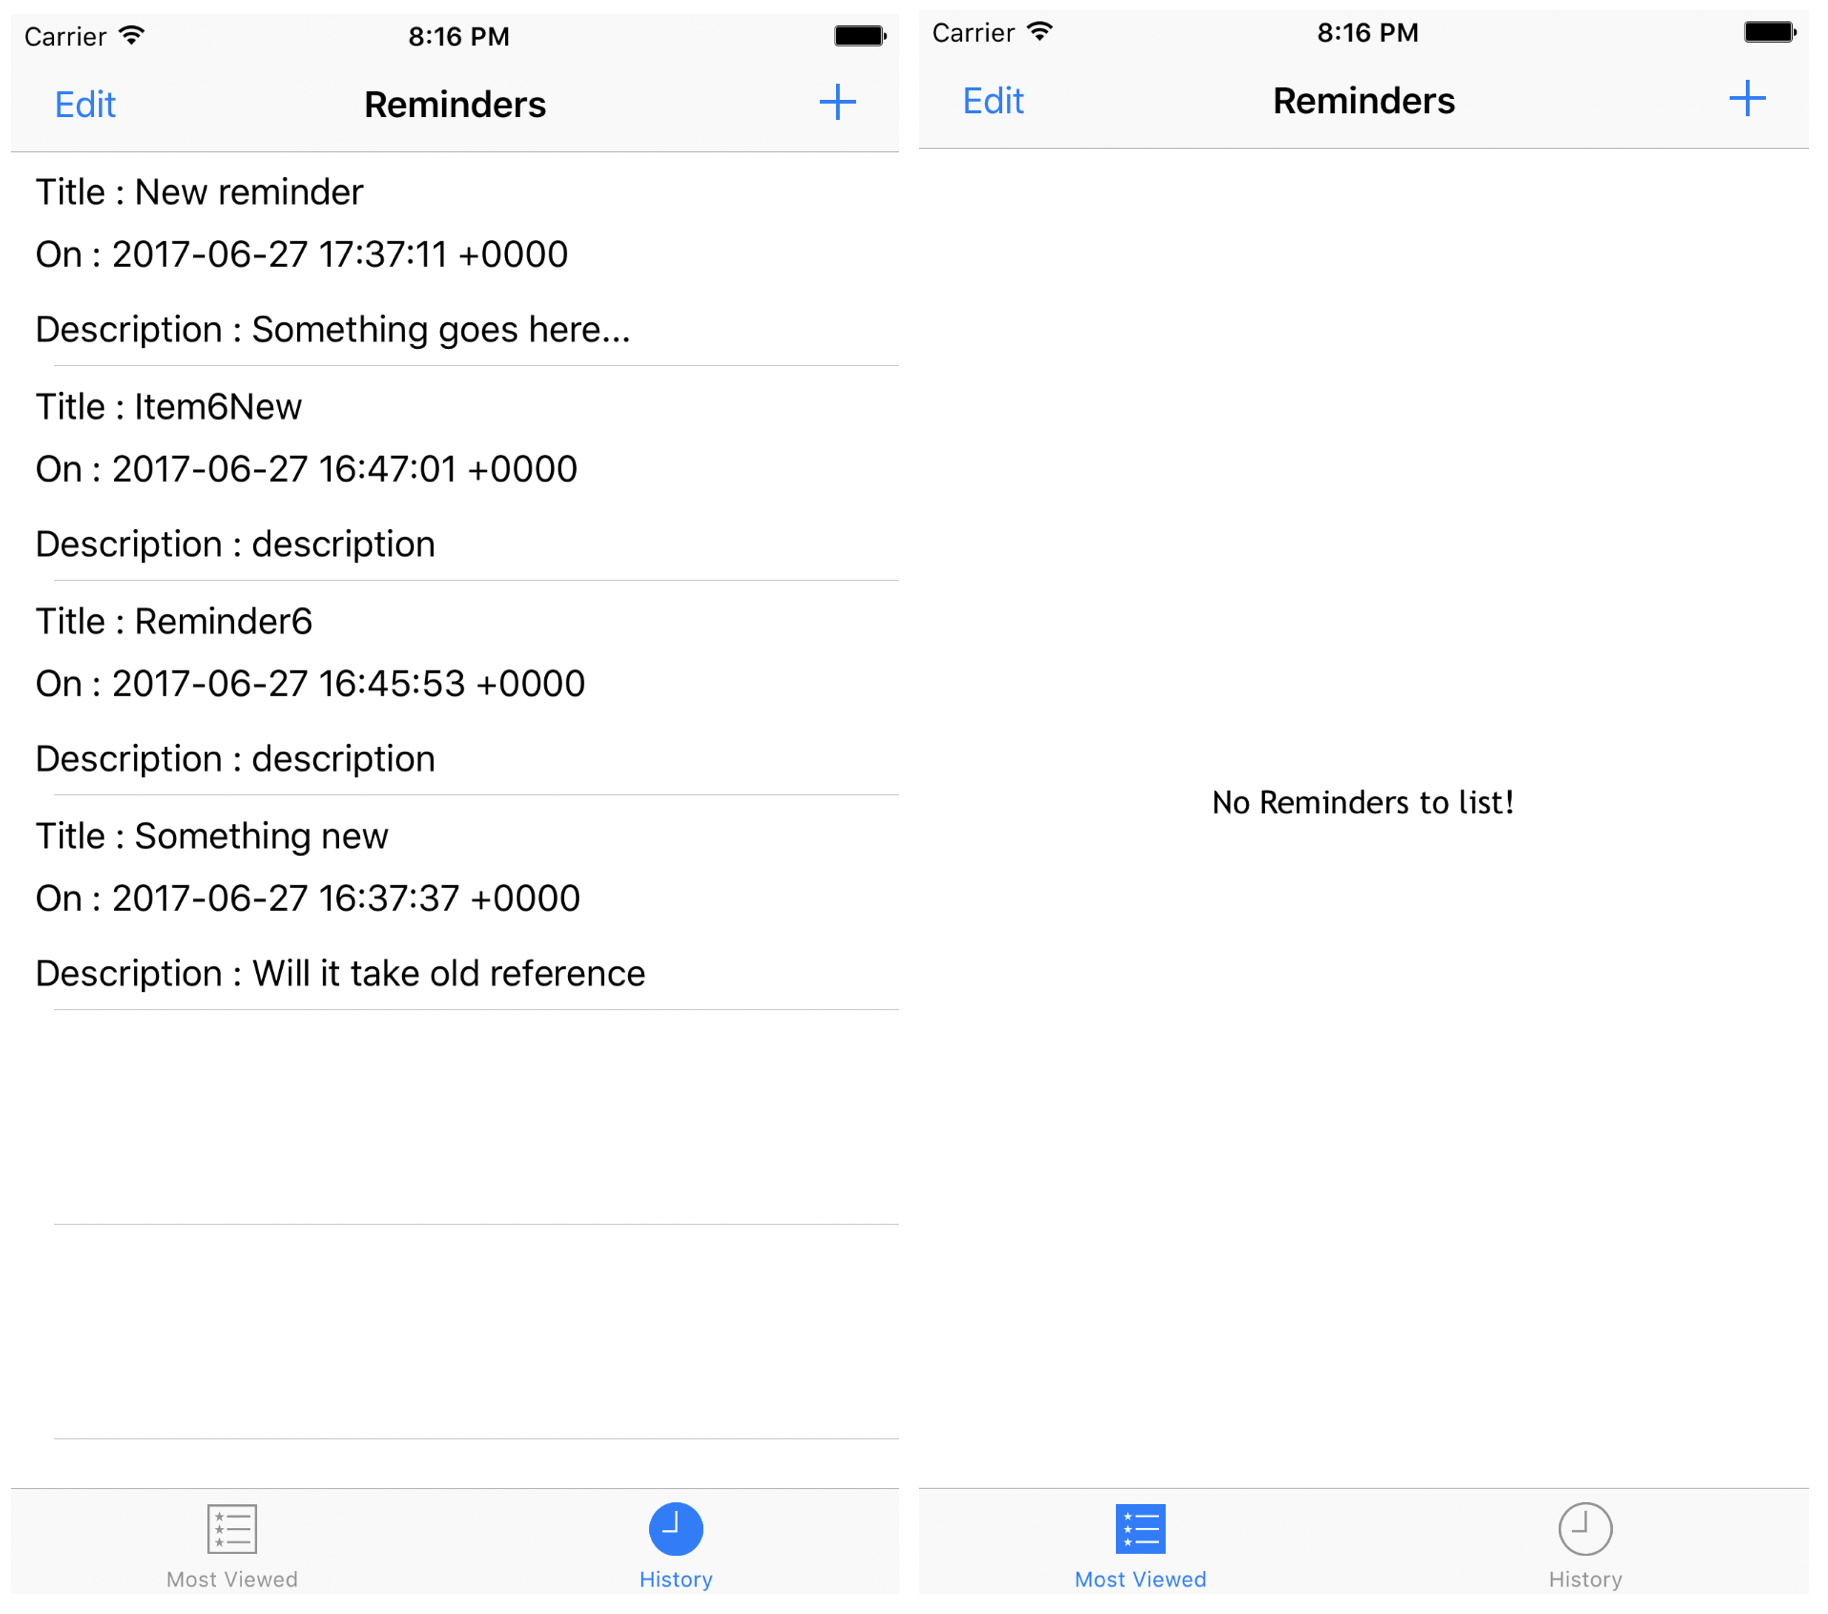 Carrier 8:16 PM
Edit Reminders +
Title : New reminder
On : 2017-06-27 17:37:11 +0000
Description : Something goes here...
Title : Item6New
On : 2017-06-27 16:47:01 +0000
Description : description
Title : Reminder6
On : 2017-06-27 16:45:53 +0000
Description : description
Title : Something new
On : 2017-06-27 16:37:37 +0000
Description : Will it take old reference
Most Viewed History
Carrier 8:16 PM
Edit Reminders +
No Reminders to list!
Most Viewed History